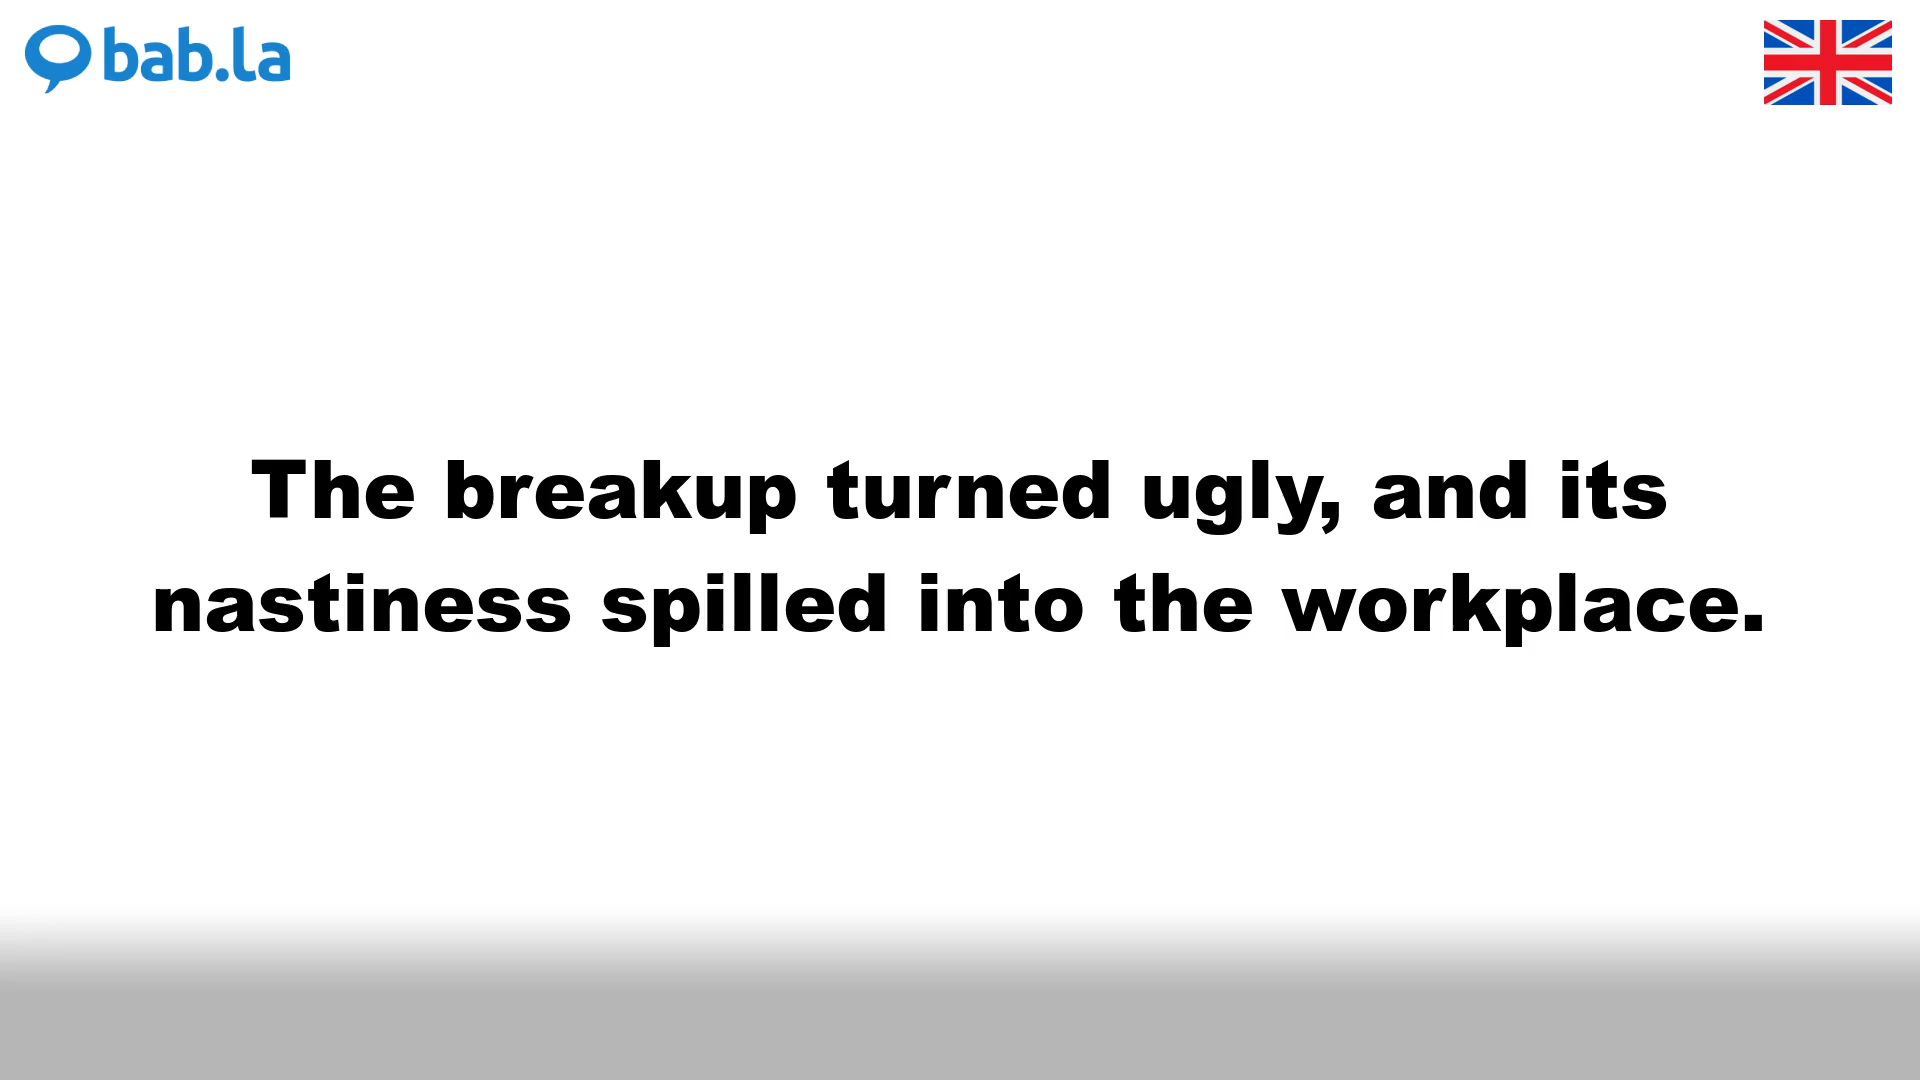 bab.la
The breakup turned ugly, and its
nastiness spilled into the workplace.